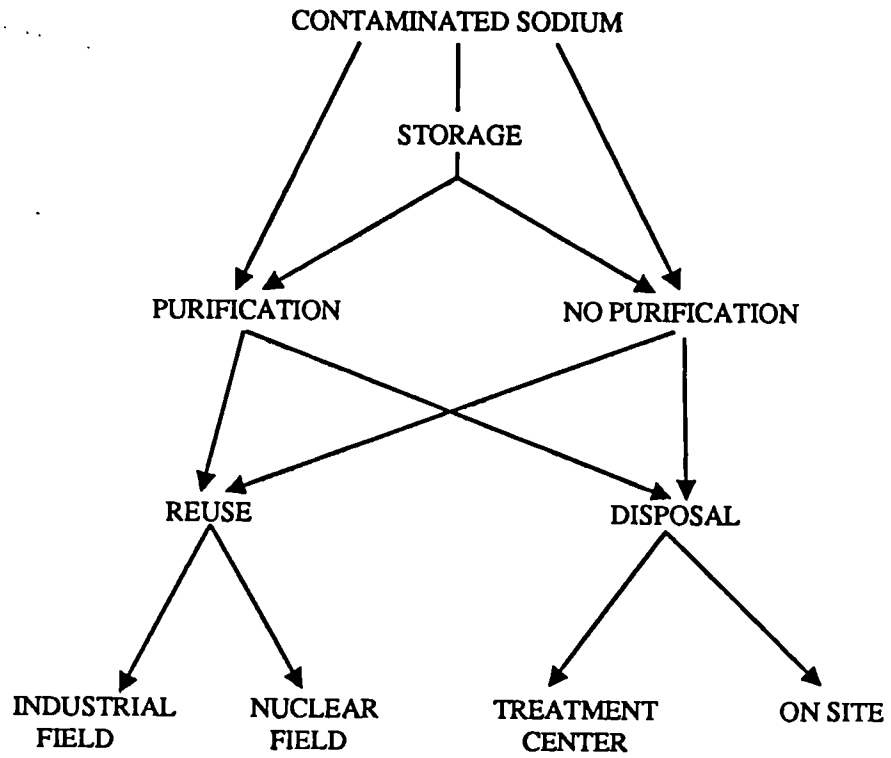 CONTAMINATED SODIUM
STORAGE
PURIFICATION
NO PURIFICATION
REUSE
DISPOSAL
INDUSTRIAL
FIELD
NUCLEAR
FIELD
TREATMENT
CENTER
ON SITE